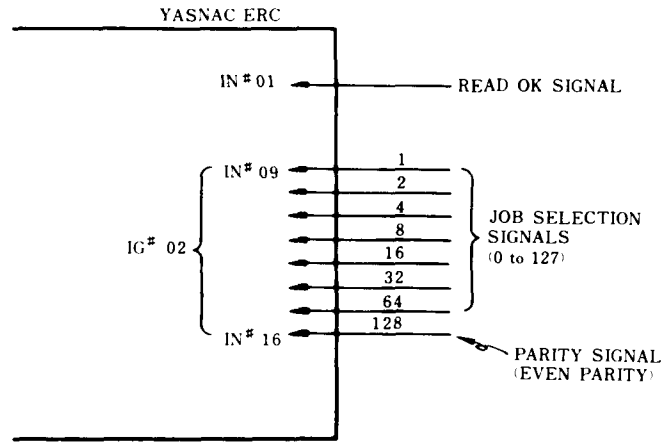 YASNAC ERC
IN# 01
READ OK SIGNAL
IN# 09
1
2
4
8
16
32
64
128
IG# 02
JOB SELECTION
SIGNALS
(0 to 127)
IN# 16
PARITY SIGNAL
(EVEN PARITY)